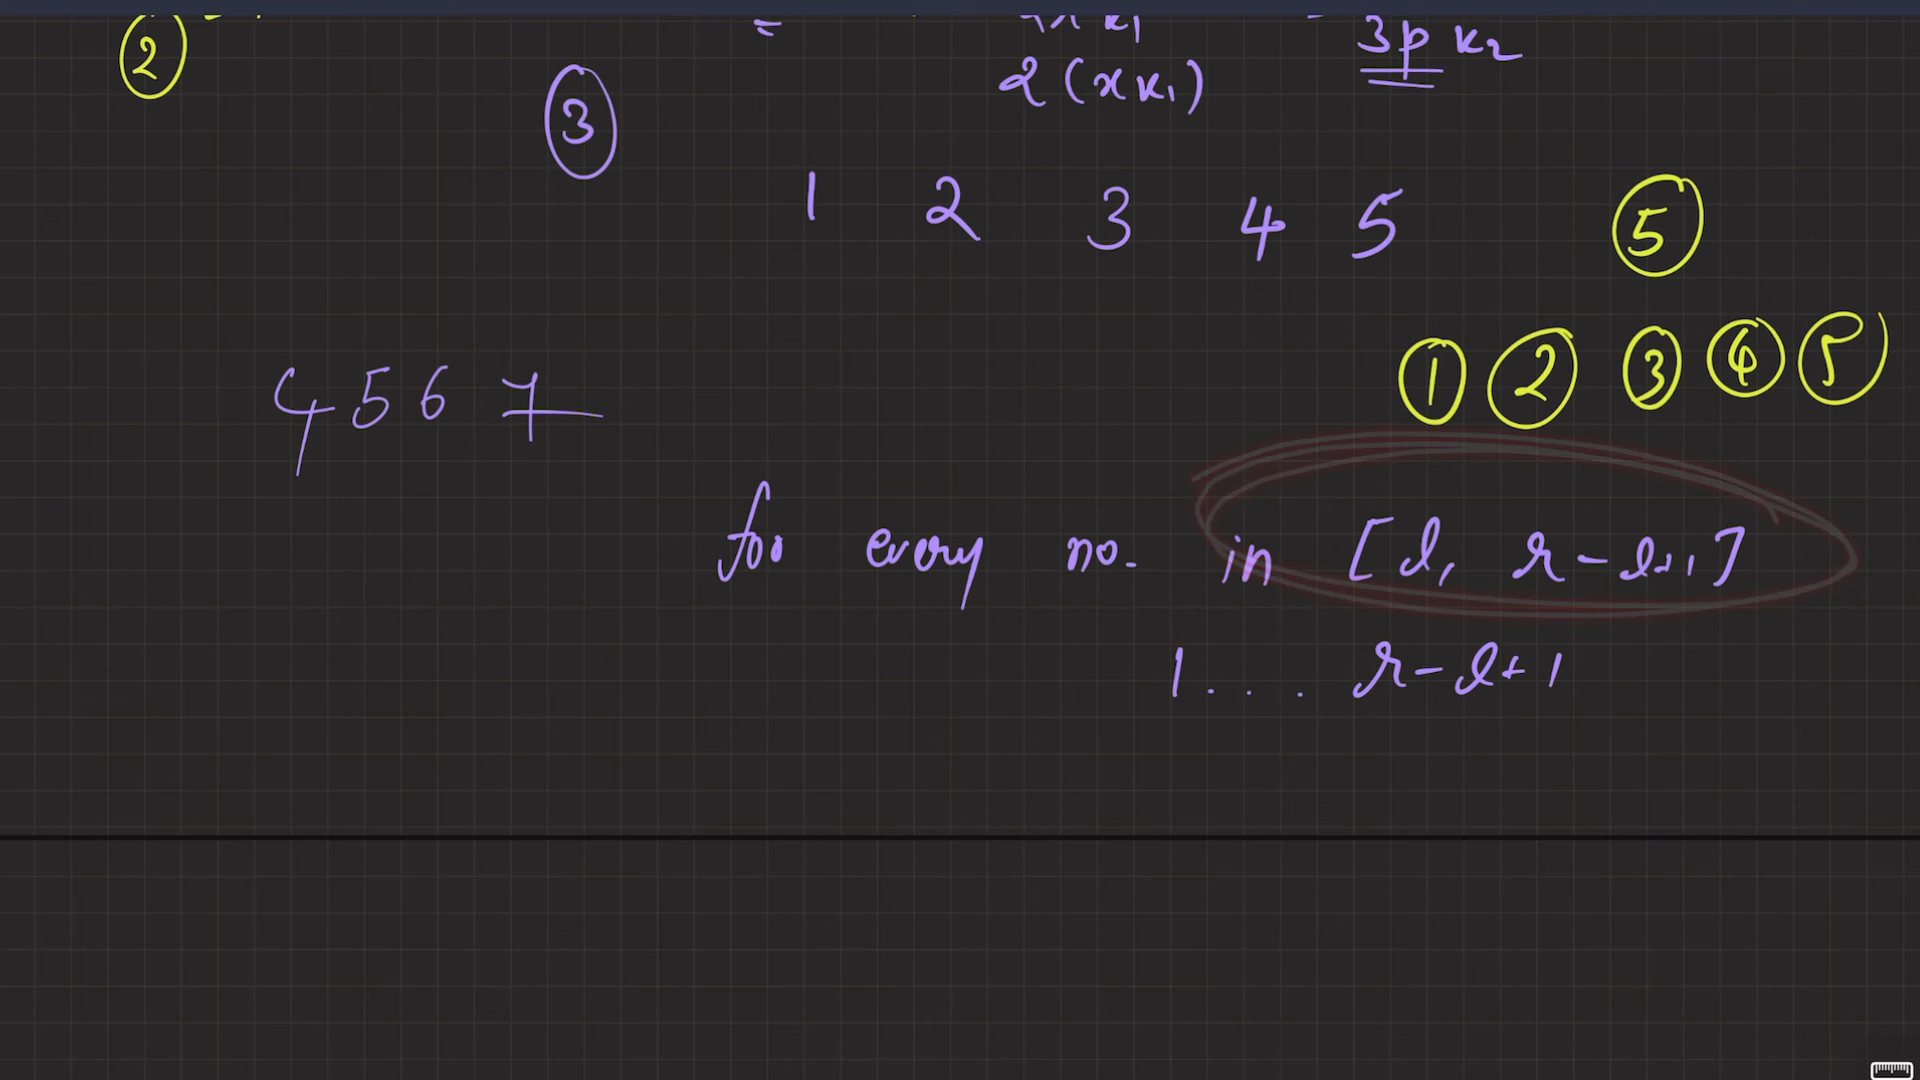 2
3p k2
2 (x k1)
3
1 2 3 4 5
5
1 2 3 4 5
4 5 6 7
for every no. in [l, r-l+1]
1 . . . r-l+1